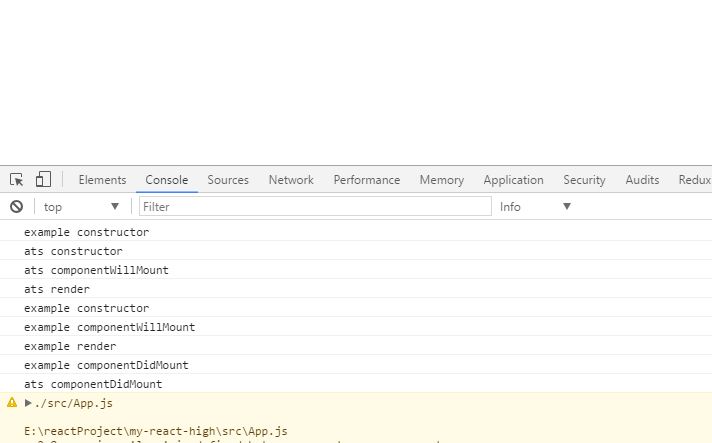 Elements Console Sources Network Performance Memory Application Security Audits Redux
top Filter Info
example constructor
ats constructor
ats componentWillMount
ats render
example constructor
example componentWillMount
example render
example componentDidMount
ats componentDidMount
./src/App.js
E:\reactProject\my-react-high\src\App.js